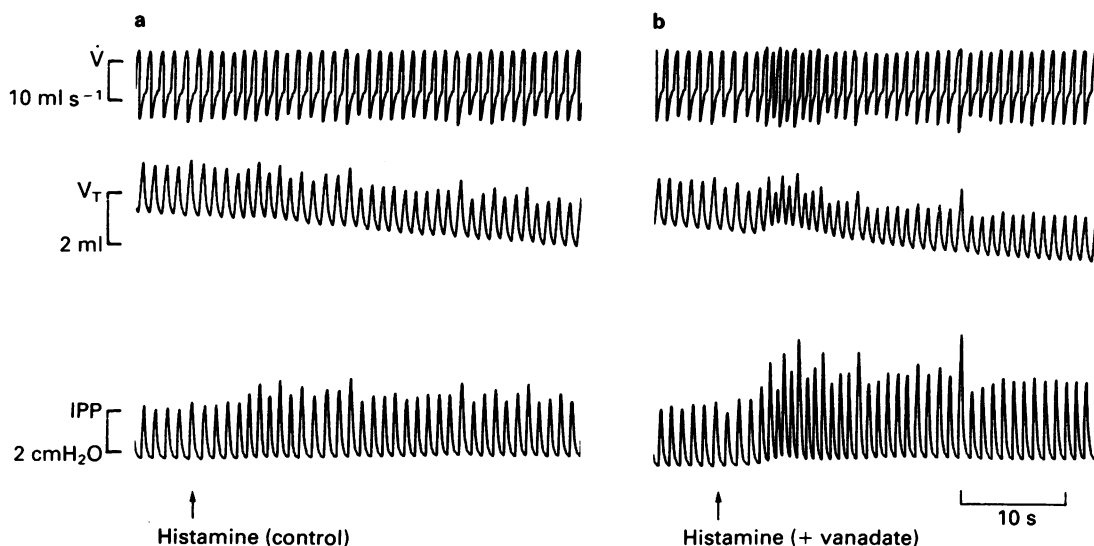 a
b
V̇
10 ml s⁻¹
V_T
2 ml
IPP
2 cmH₂O
10 s
Histamine (control)
Histamine (+ vanadate)